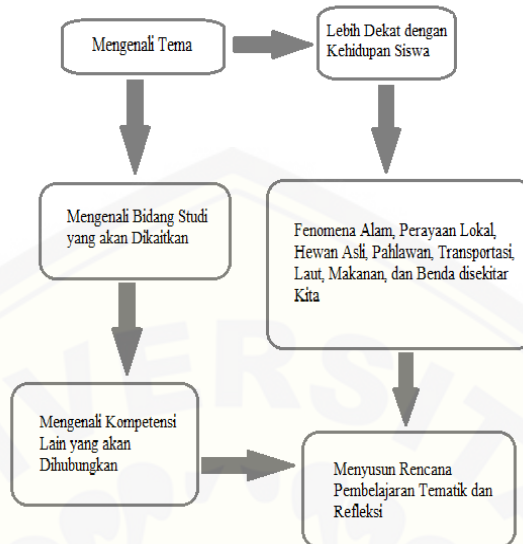 Mengenali Tema
Lebih Dekat dengan
Kehidupan Siswa
Mengenali Bidang Studi
yang akan Dikaitkan
Fenomena Alam, Perayaan Lokal,
Hewan Asli, Pahlawan, Transportasi,
Laut, Makanan, dan Benda disekitar
Kita
Mengenali Kompetensi
Lain yang akan
Dihubungkan
Menyusun Rencana
Pembelajaran Tematik dan
Refleksi